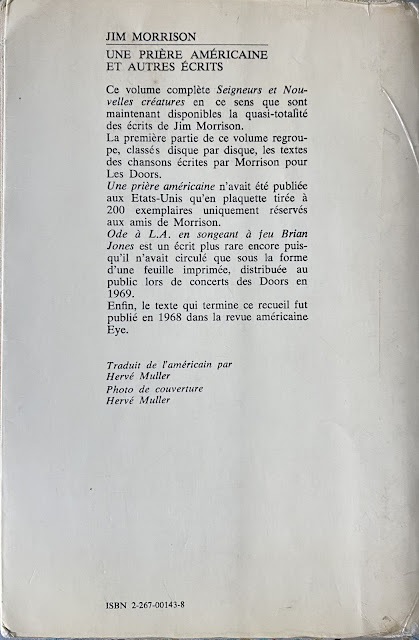 JIM MORRISON
UNE PRIÈRE AMÉRICAINE
ET AUTRES ÉCRITS
Ce volume complète Seigneurs et Nou-
velles créatures en ce sens que sont
maintenant disponibles la quasi-totalité
des écrits de Jim Morrison.
La première partie de ce volume regrou-
pe, classés disque par disque, les textes
des chansons écrites par Morrison pour
Les Doors.
Une prière américaine n'avait été publiée
aux Etats-Unis qu'en plaquette tirée à
200 exemplaires uniquement réservés
aux amis de Morrison.
Ode à L.A. en songeant à feu Brian
Jones est un écrit plus rare encore puis-
qu'il n'avait circulé que sous la forme
d'une feuille imprimée, distribuée au
public lors de concerts des Doors en
1969.
Enfin, le texte qui termine ce recueil fut
publié en 1968 dans la revue américaine
Eye.
Traduit de l'américain par
Hervé Muller
Photo de couverture
Hervé Muller
ISBN 2-267-00143-8